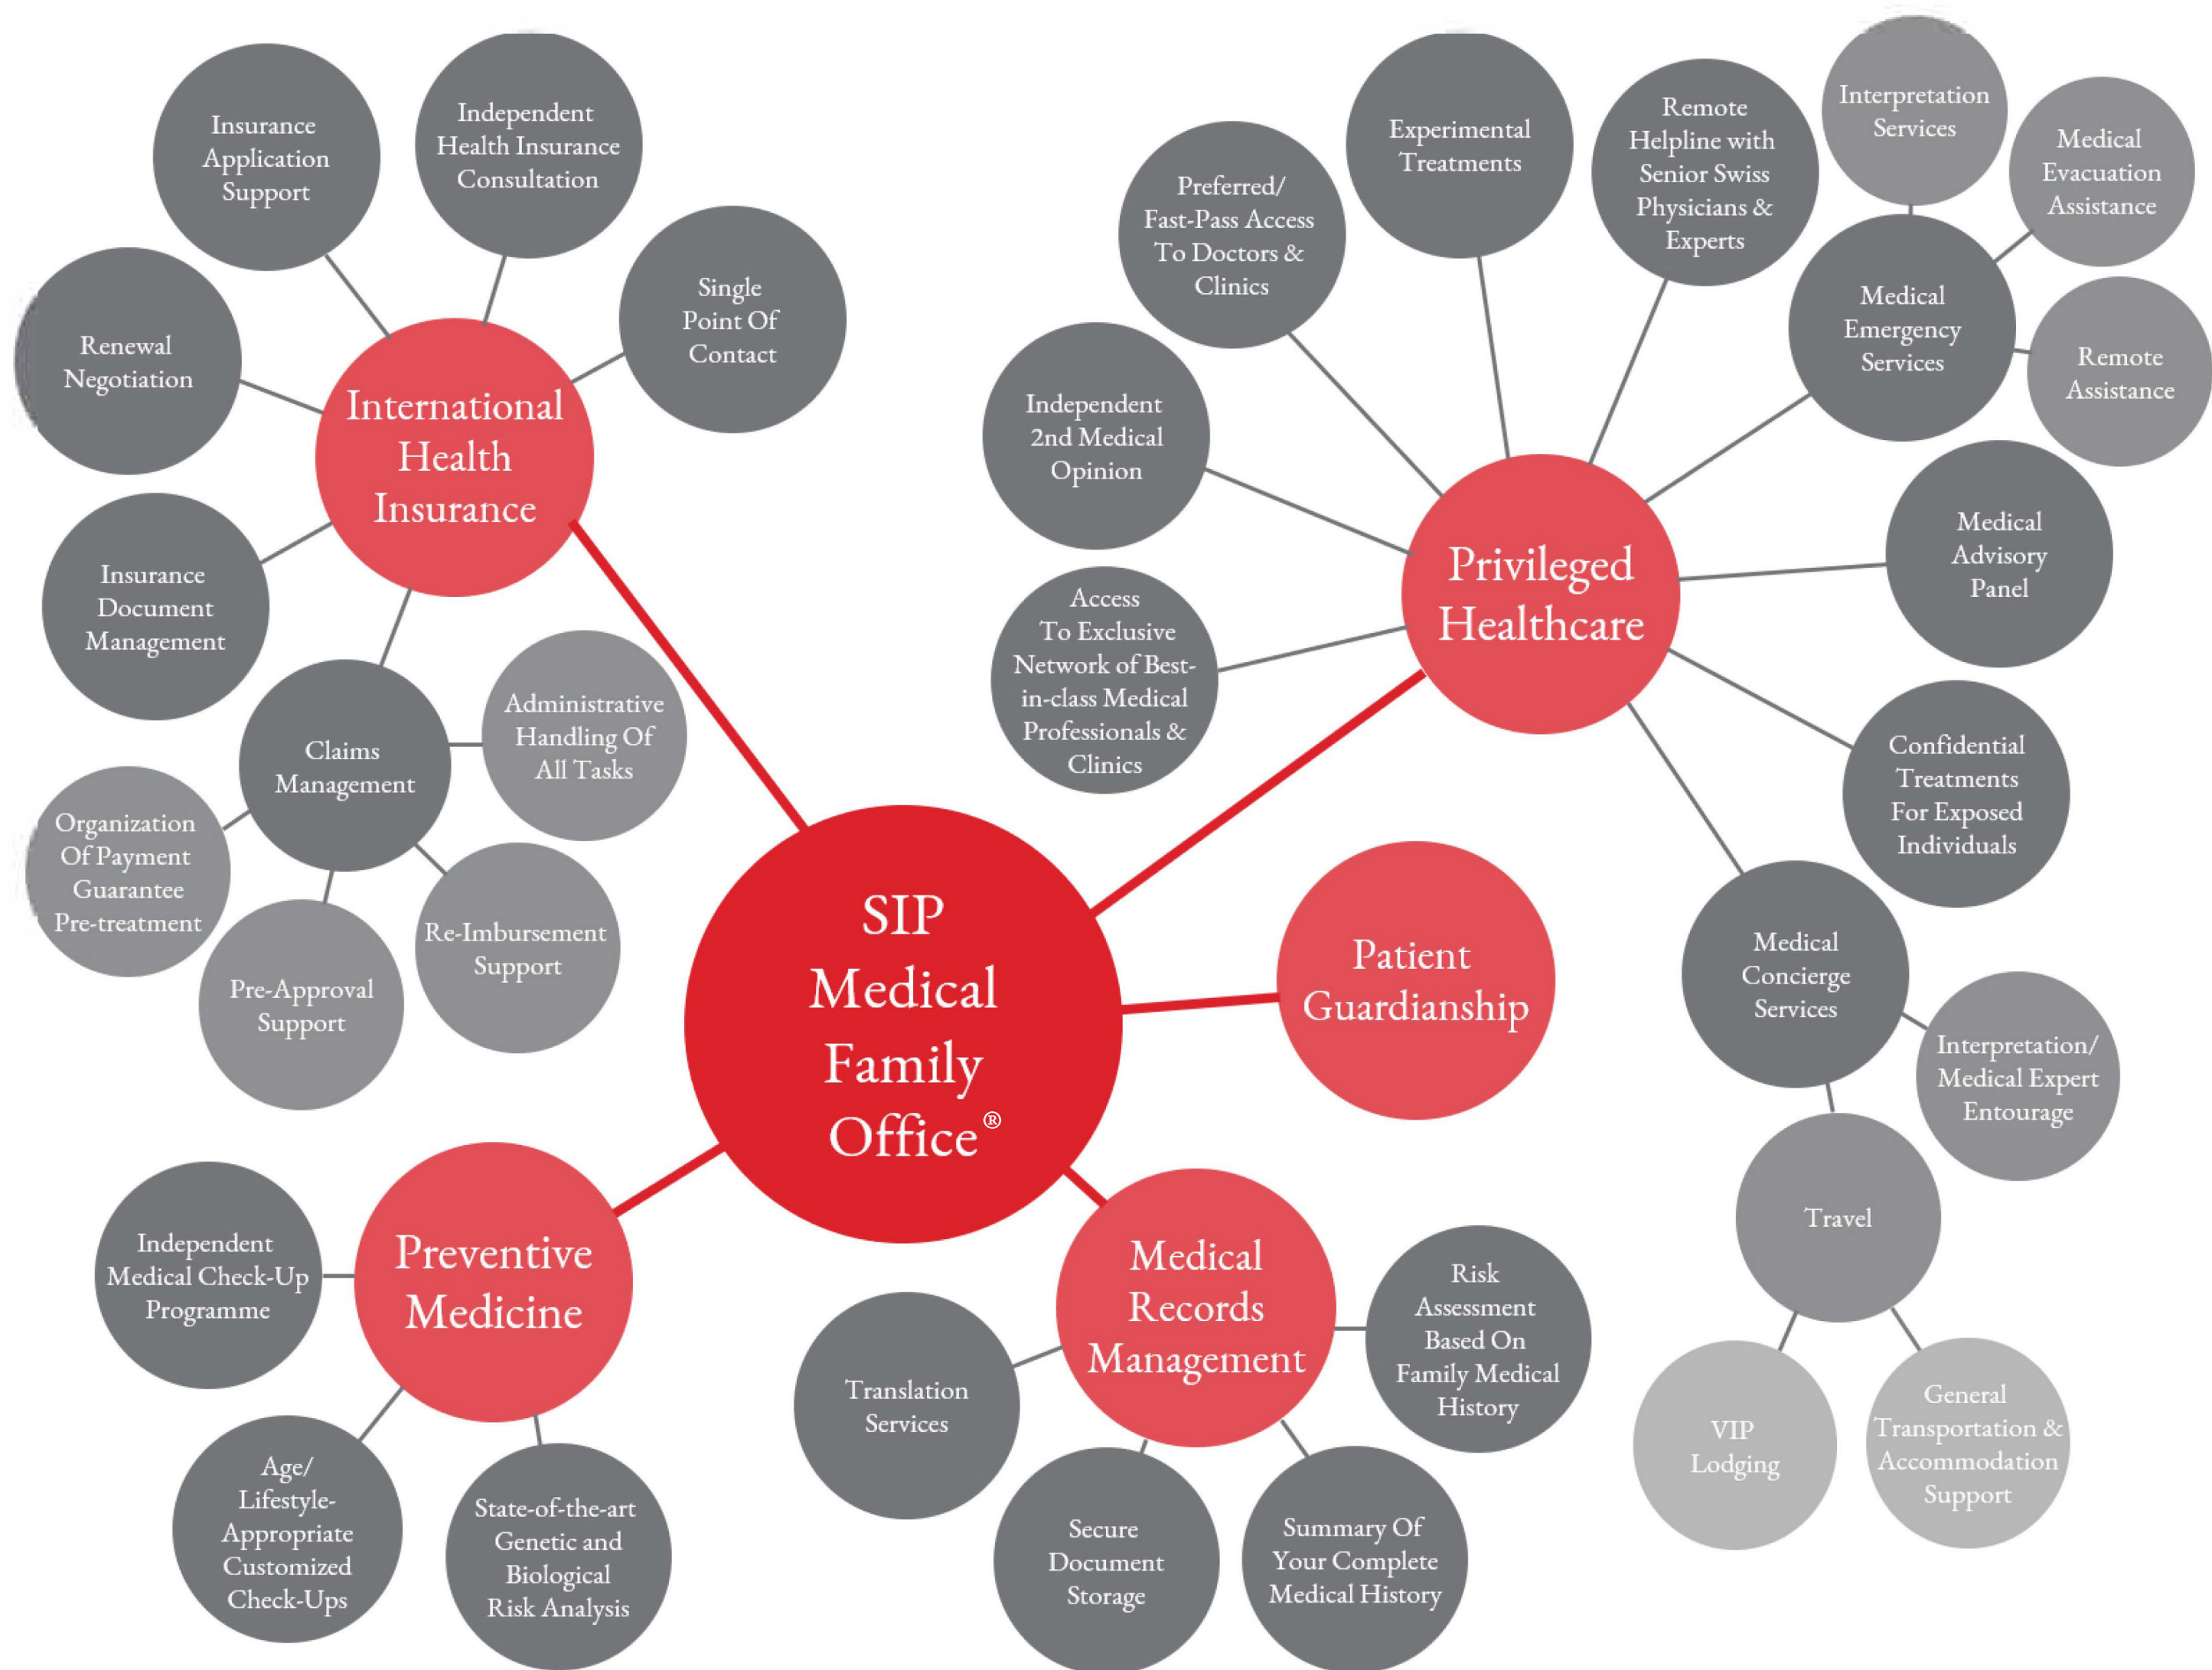 Insurance
Application
Support
Independent
Health Insurance
Consultation
Single
Point Of
Contact
Renewal
Negotiation
International
Health
Insurance
Insurance
Document
Management
Claims
Management
Administrative
Handling Of
All Tasks
Organization
Of Payment
Guarantee
Pre-treatment
Pre-Approval
Support
Re-Imbursement
Support
Experimental
Treatments
Remote
Helpline with
Senior Swiss
Physicians &
Experts
Interpretation
Services
Medical
Evacuation
Assistance
Preferred/
Fast-Pass Access
To Doctors &
Clinics
Medical
Emergency
Services
Remote
Assistance
Independent
2nd Medical
Opinion
Privileged
Healthcare
Medical
Advisory
Panel
Access
To Exclusive
Network of Best-
in-class Medical
Professionals &
Clinics
Confidential
Treatments
For Exposed
Individuals
SIP
Medical
Family
Office®
Patient
Guardianship
Medical
Concierge
Services
Interpretation/
Medical Expert
Entourage
Travel
VIP
Lodging
General
Transportation &
Accommodation
Support
Preventive
Medicine
Independent
Medical Check-Up
Programme
Age/
Lifestyle-
Appropriate
Customized
Check-Ups
State-of-the-art
Genetic and
Biological
Risk Analysis
Medical
Records
Management
Risk
Assessment
Based On
Family Medical
History
Translation
Services
Secure
Document
Storage
Summary Of
Your Complete
Medical History